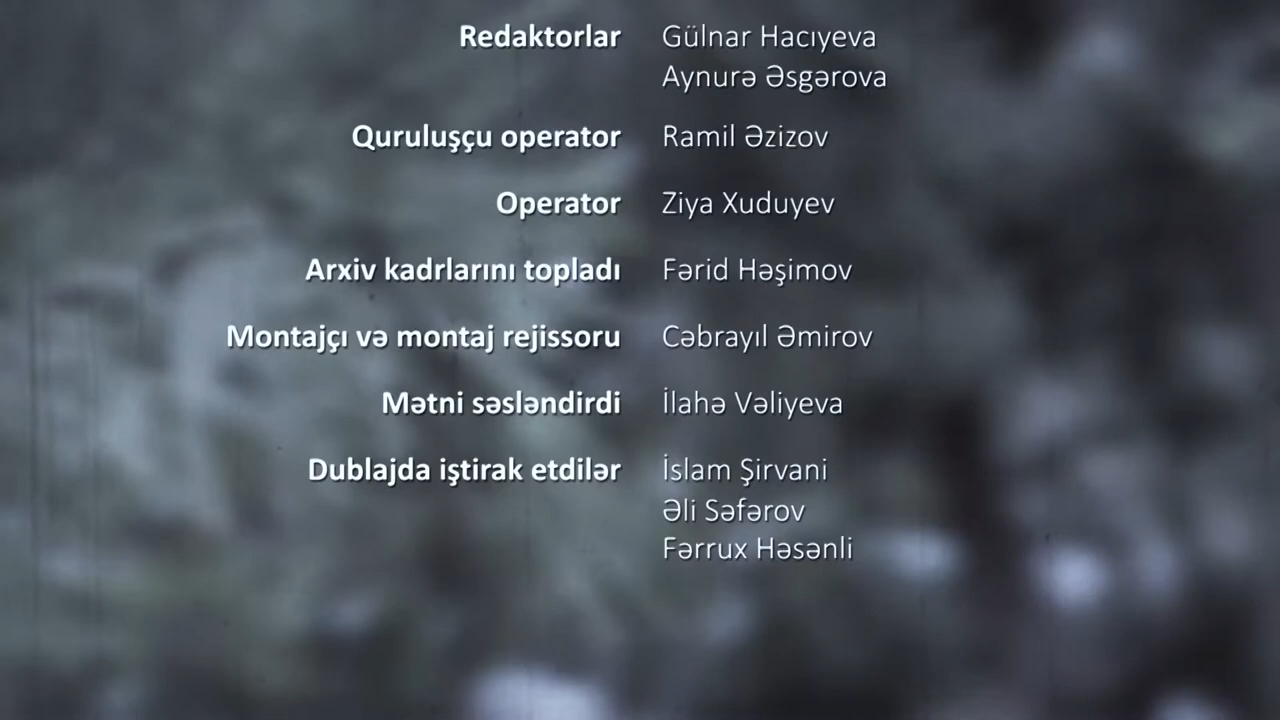 Redaktorlar Gülnar Hacıyeva
Aynurə Əsgərova
Quruluşçu operator Ramil Əzizov
Operator Ziya Xuduyev
Arxiv kadrlarını topladı Fərid Həşimov
Montajçı və montaj rejissoru Cəbrayıl Əmirov
Mətni səsləndirdi İlahə Vəliyeva
Dublajda iştirak etdilər İslam Şirvani
Əli Səfərov
Fərrux Həsənli